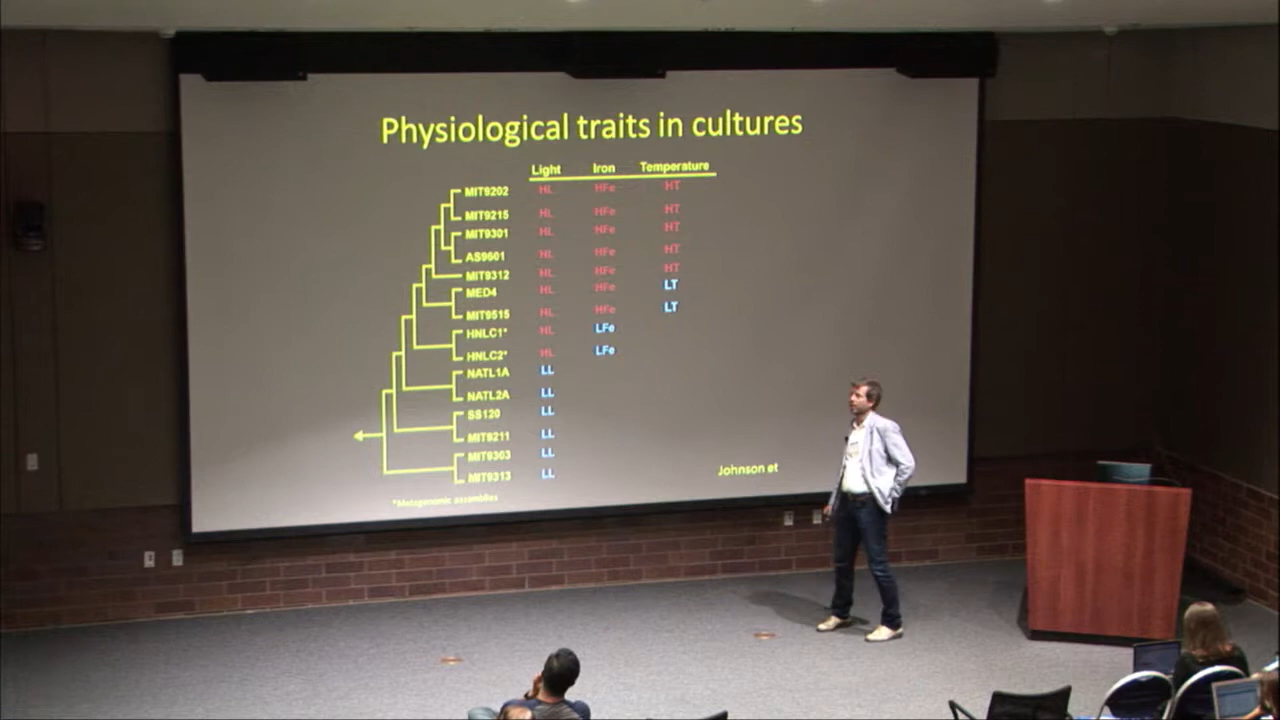 Physiological traits in cultures
Light Iron Temperature
MIT9202 HL HFe HT
MIT9215 HL HFe HT
MIT9301 HL HFe HT
AS9601 HL HFe HT
MIT9312 HL HFe HT
MED4 HL HFe LT
MIT9515 HL HFe LT
HNLC1* HL LFe
HNLC2* HL LFe
NATL1A LL
NATL2A LL
SS120 LL
MIT9211 LL
MIT9303 LL
MIT9313 LL
*Metagenomic assemblies
Johnson et